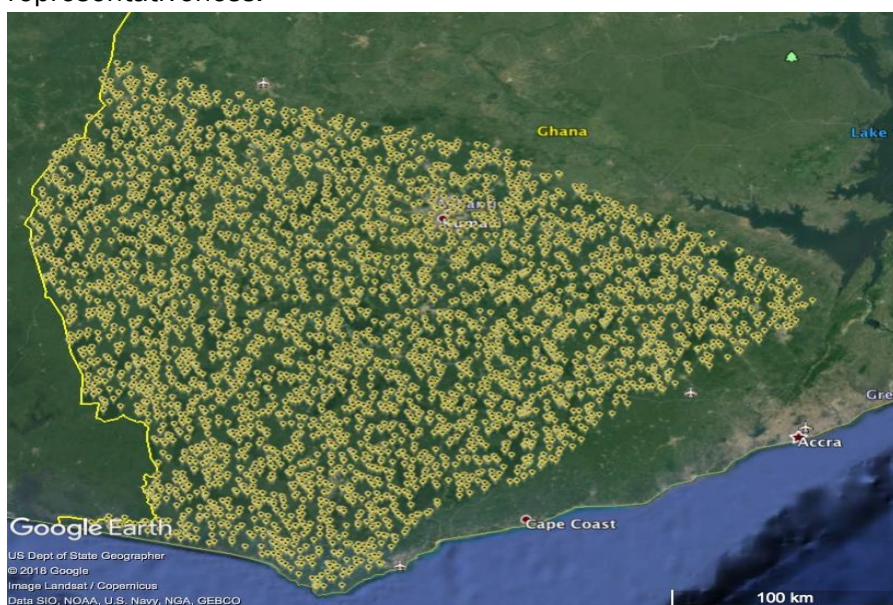 representativeness.
Ghana
Lake
Accra
Gre
Cape Coast
Google Earth
US Dept of State Geographer
© 2018 Google
Image Landsat / Copernicus
Data SIO, NOAA, U.S. Navy, NGA, GEBCO
100 km